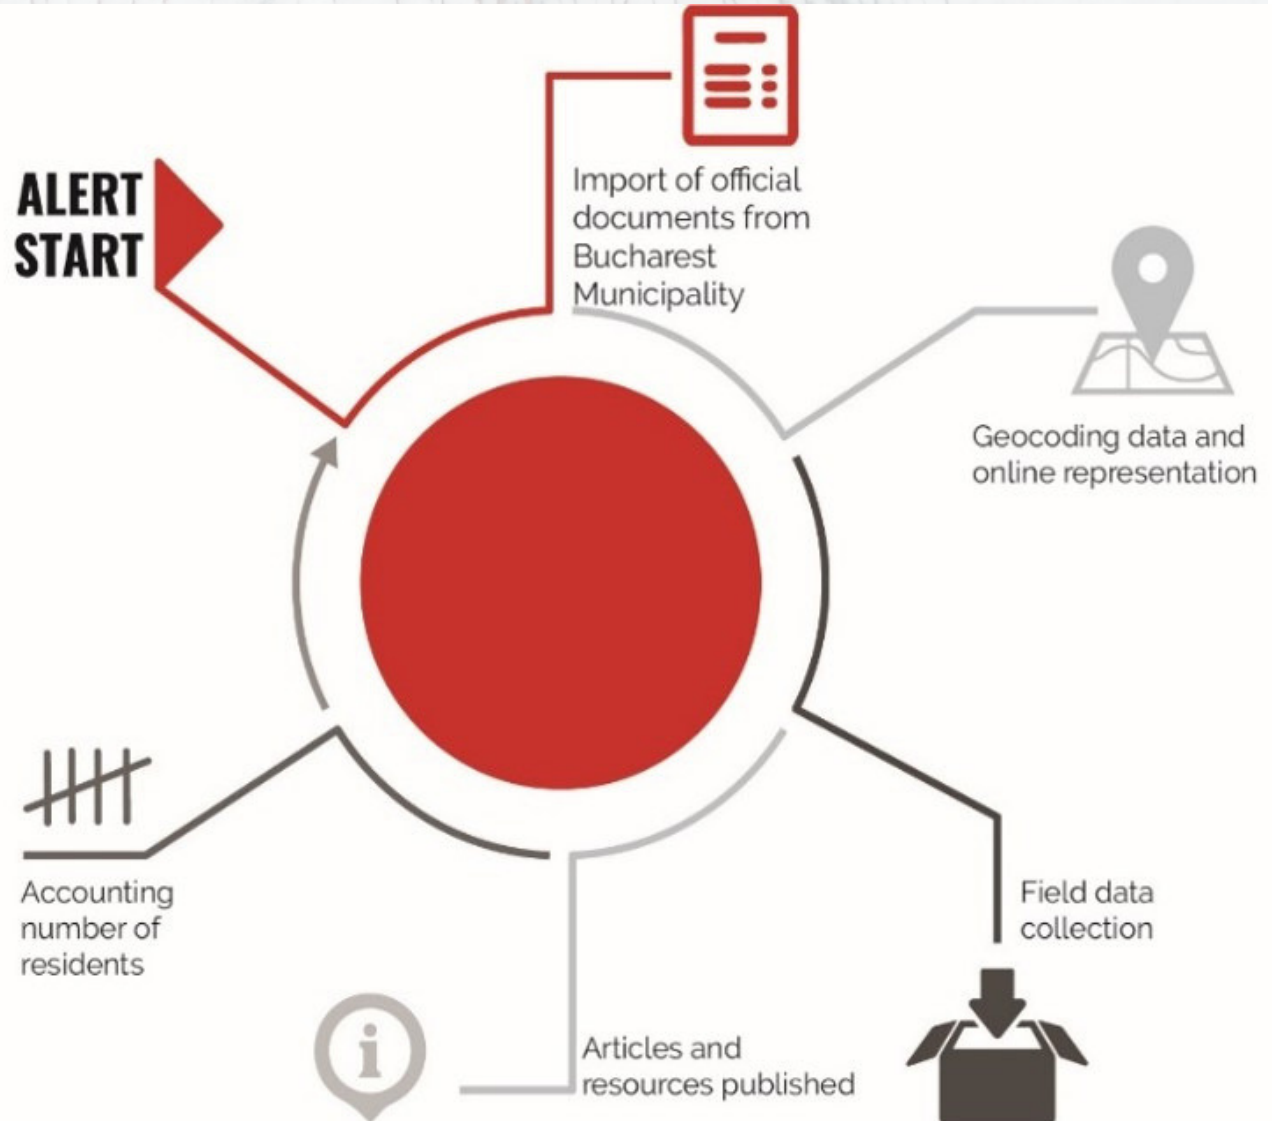 ALERT
START
Import of official
documents from
Bucharest
Municipality
Geocoding data and
online representation
Field data
collection
Articles and
resources published
Accounting
number of
residents